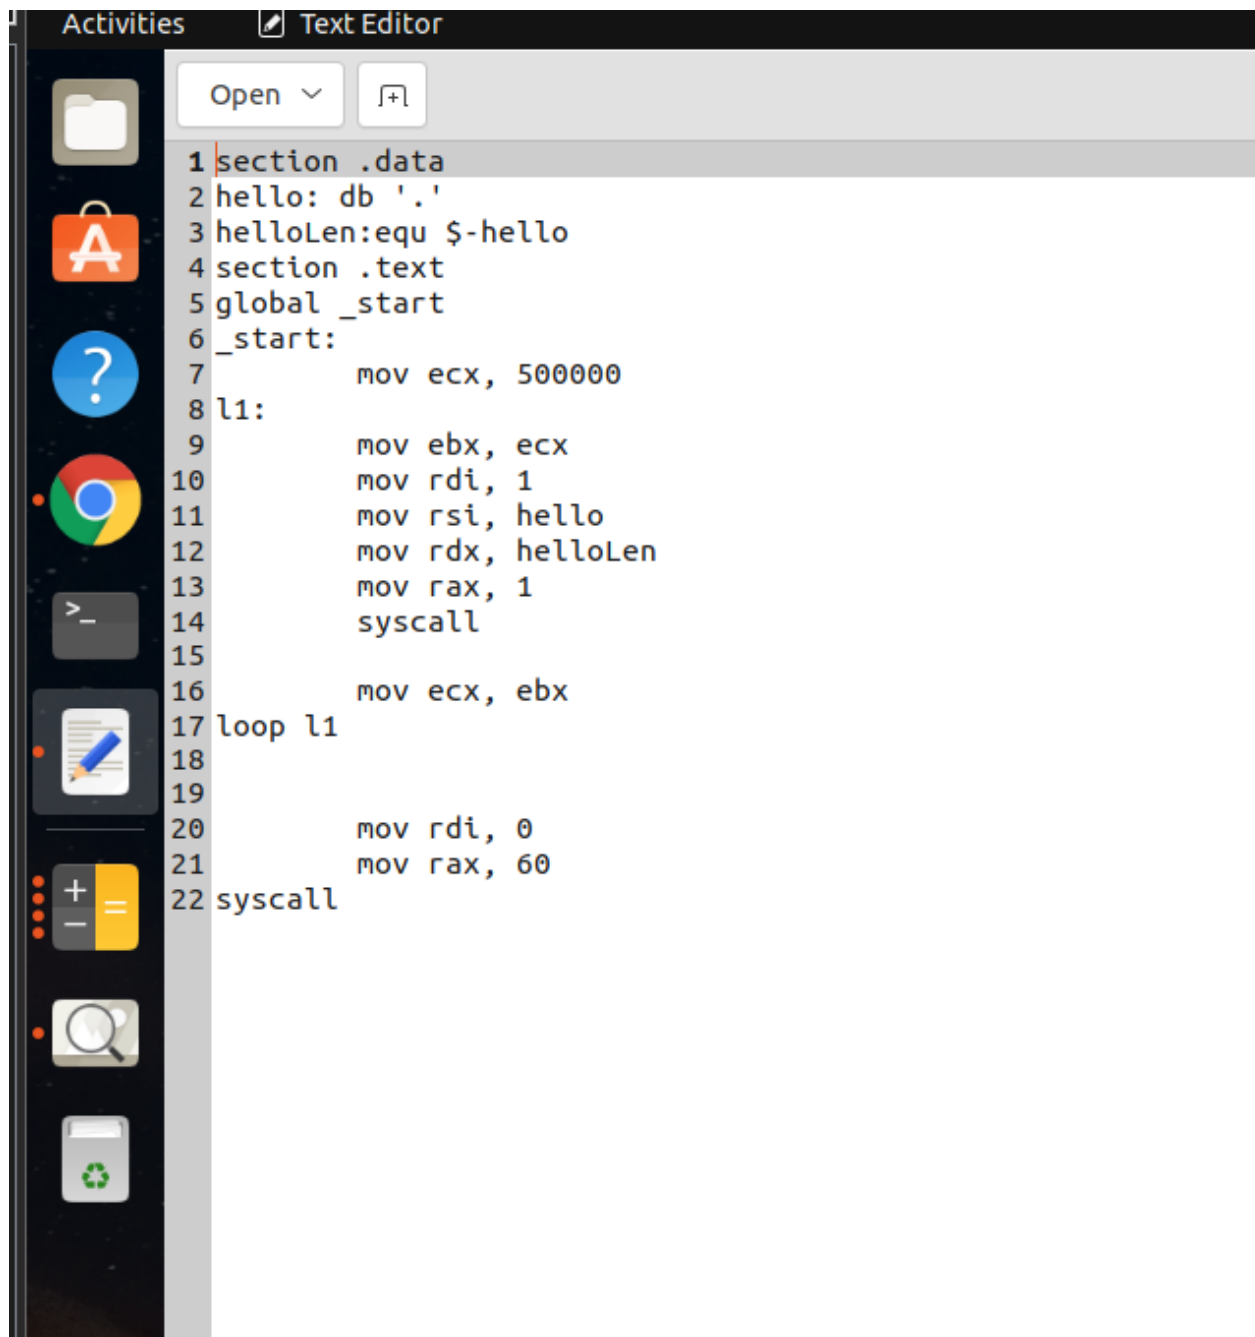 Activities Text Editor
Open
1 section .data
2 hello: db '.'
3 helloLen:equ $-hello
4 section .text
5 global _start
6 _start:
7 mov ecx, 500000
8 l1:
9 mov ebx, ecx
10 mov rdi, 1
11 mov rsi, hello
12 mov rdx, helloLen
13 mov rax, 1
14 syscall
15
16 mov ecx, ebx
17 loop l1
18
19
20 mov rdi, 0
21 mov rax, 60
22 syscall